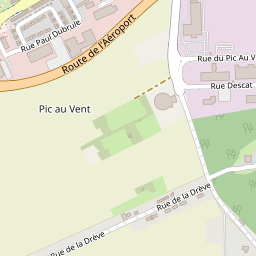 Rue Paul Dubrule
Route de l'Aéroport
Rue du Pic Au V
Rue Descat
Pic au Vent
Rue de la Drève
Rue de la Drève